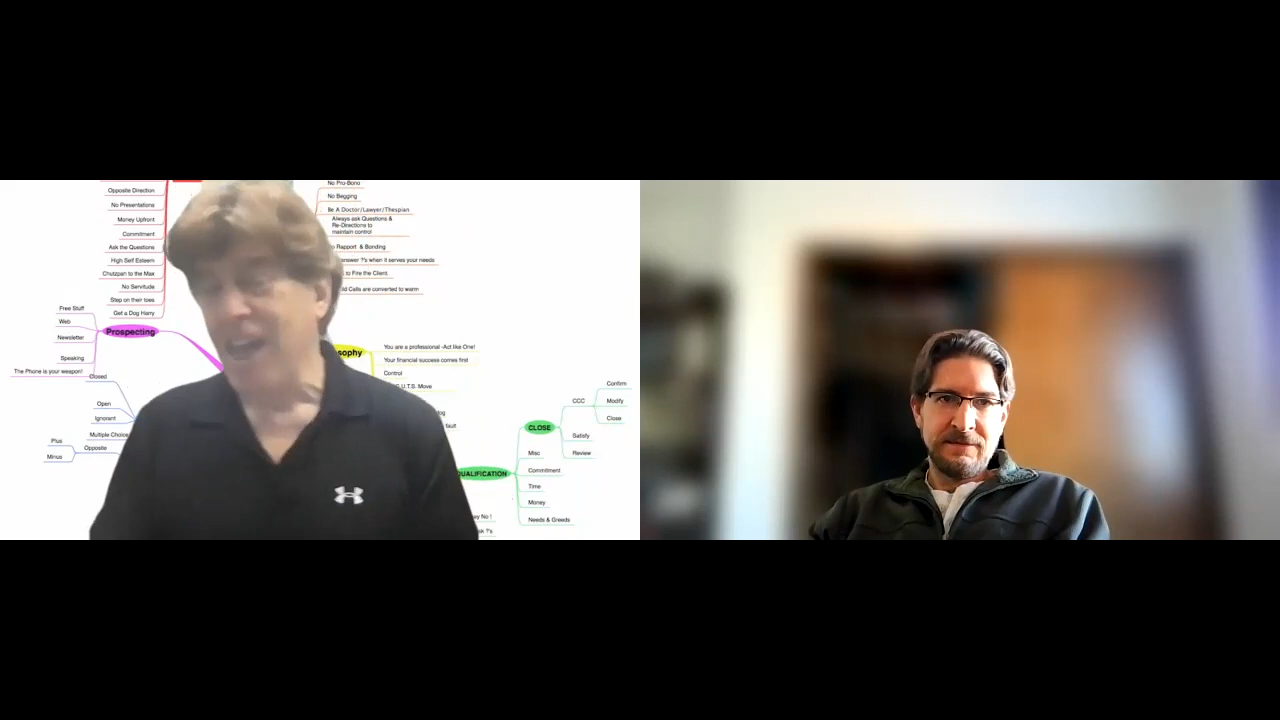 Opposite Direction
No Presentations
Money Upfront
Commitment
Ask the Questions
High Self Esteem
Chutzpah to the Max
No Servitude
Step on their toes
Get a Dog Harry
Prospecting
Free Stuff
Web
Newsletter
Speaking
The Phone is your weapon!
Closed
Open
Ignorant
Multiple Choice
Opposite
Plus
Minus
No Pro-Bono
No Begging
Be A Doctor/Lawyer/Thespian
Always ask Questions &
Re-Directions to
maintain control
Rapport & Bonding
answer ?'s when it serves your needs
to Fire the Client
Calls are converted to warm
You are a professional -Act like One!
Your financial success comes first
Control
G.U.T.S. Move
fault
CLOSE
CCC
Confirm
Modify
Close
Satisfy
Review
Misc
Commitment
Time
Money
Needs & Greeds
No !
?'s